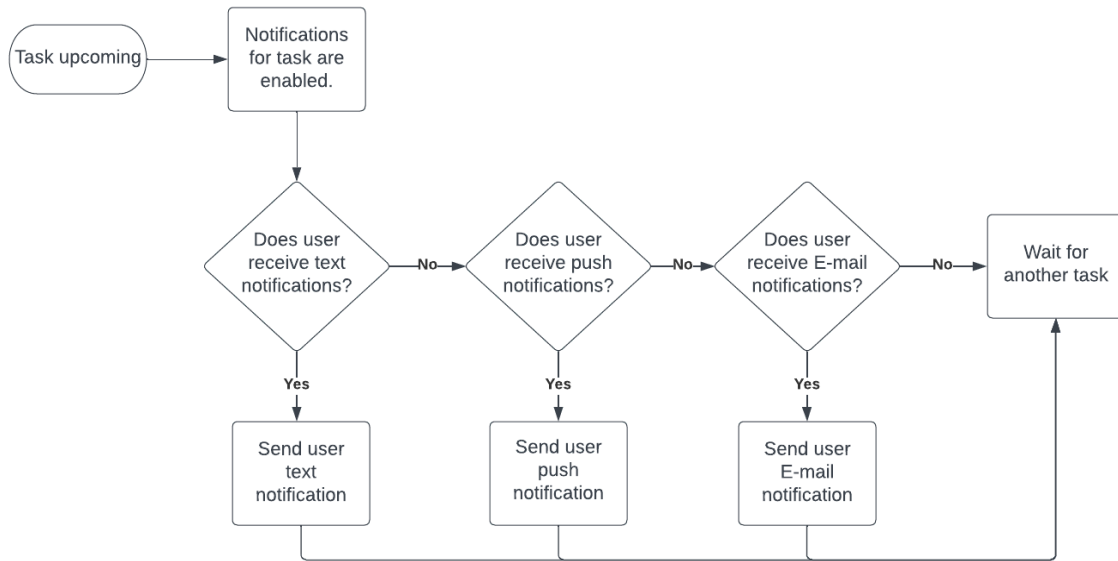 Task upcoming
Notifications
for task are
enabled.
Does user
receive text
notifications?
No
Does user
receive push
notifications?
No
Does user
receive E-mail
notifications?
No
Wait for
another task
Yes
Yes
Yes
Send user
text
notification
Send user
push
notification
Send user
E-mail
notification